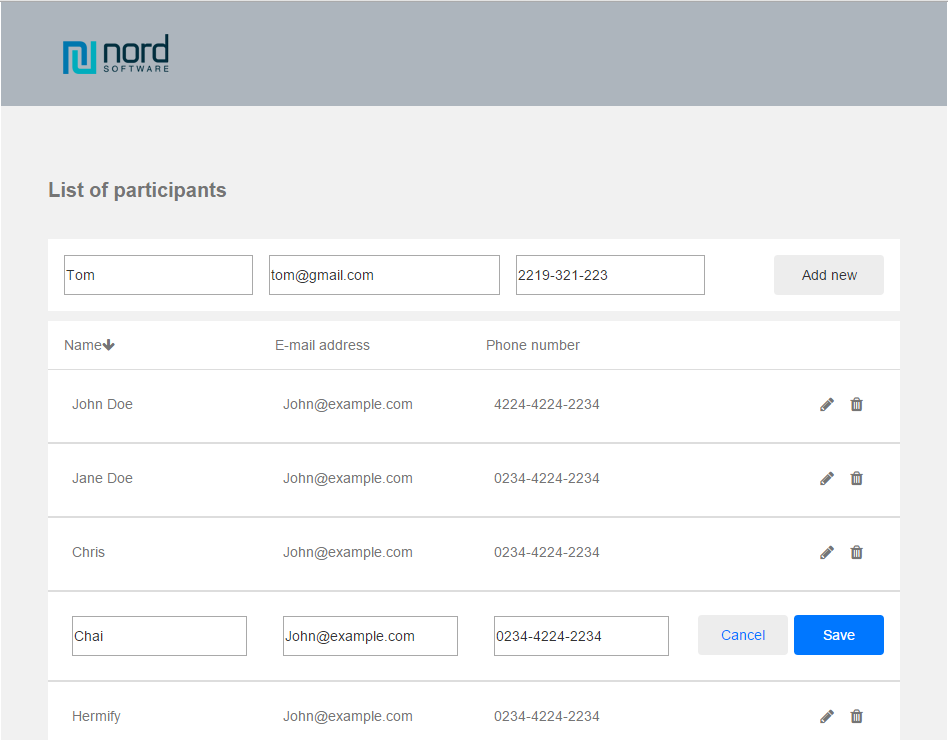 nord
SOFTWARE
List of participants
Tom tom@gmail.com 2219-321-223 Add new
Name E-mail address Phone number
John Doe John@example.com 4224-4224-2234
Jane Doe John@example.com 0234-4224-2234
Chris John@example.com 0234-4224-2234
Chai John@example.com 0234-4224-2234 Cancel Save
Hermify John@example.com 0234-4224-2234